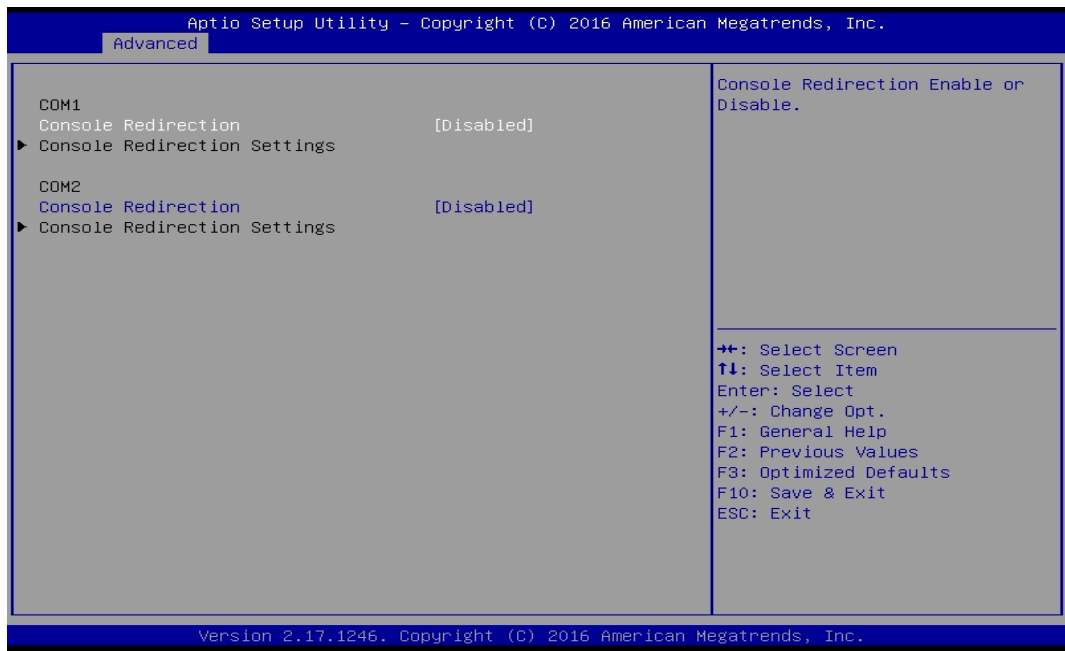 Aptio Setup Utility – Copyright (C) 2016 American Megatrends, Inc.
Advanced
COM1
Console Redirection [Disabled]
► Console Redirection Settings
COM2
Console Redirection [Disabled]
► Console Redirection Settings
Console Redirection Enable or
Disable.
→←: Select Screen
↑↓: Select Item
Enter: Select
+/-: Change Opt.
F1: General Help
F2: Previous Values
F3: Optimized Defaults
F10: Save & Exit
ESC: Exit
Version 2.17.1246. Copyright (C) 2016 American Megatrends, Inc.